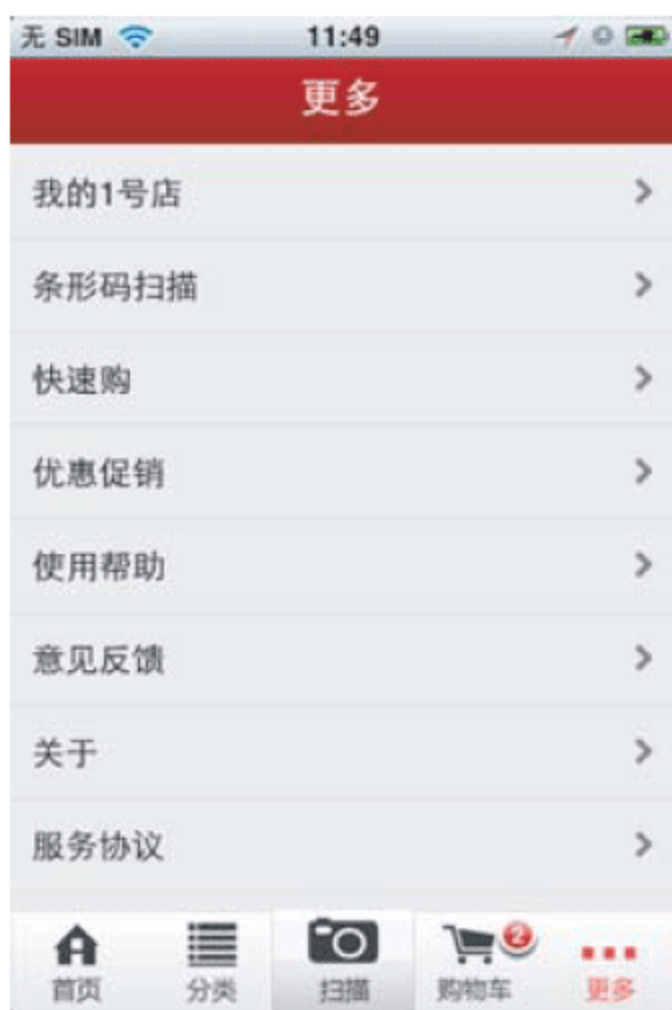 无 SIM 11:49
更多
我的1号店
条形码扫描
快速购
优惠促销
使用帮助
意见反馈
关于
服务协议
2
首页 分类 扫描 购物车 更多